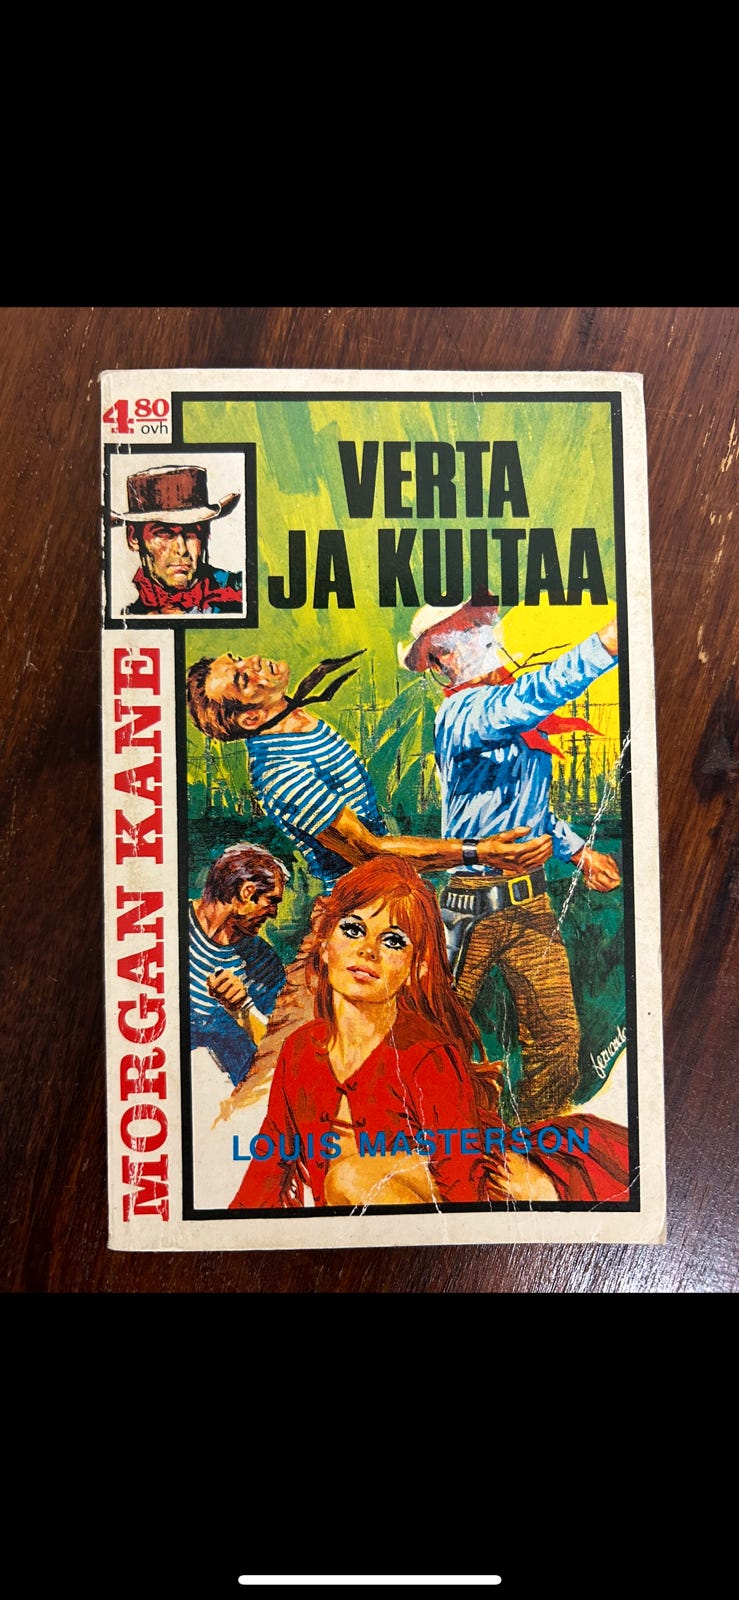 4 80
ovh
VERTA
JA KULTAA
MORGAN KANE
LOUIS MASTERSON